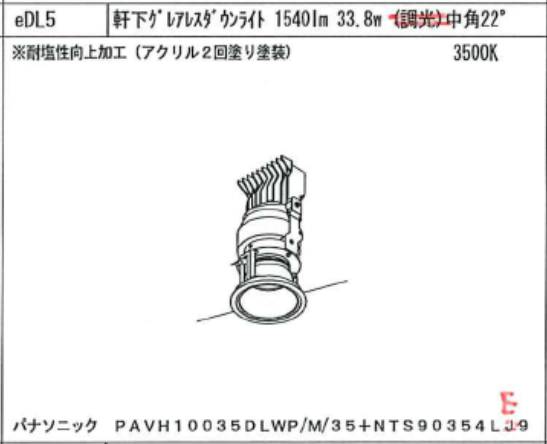 eDL5 軒下ｸﾞﾚｱﾚｽﾀﾞｳﾝﾗｲﾄ 1540lm 33.8w (調光)中角22°
※耐塩性向上加工（アクリル２回塗り塗装） 3500K
E
パナソニック PAVH10035DLWP/M/35+NTS90354LJ9